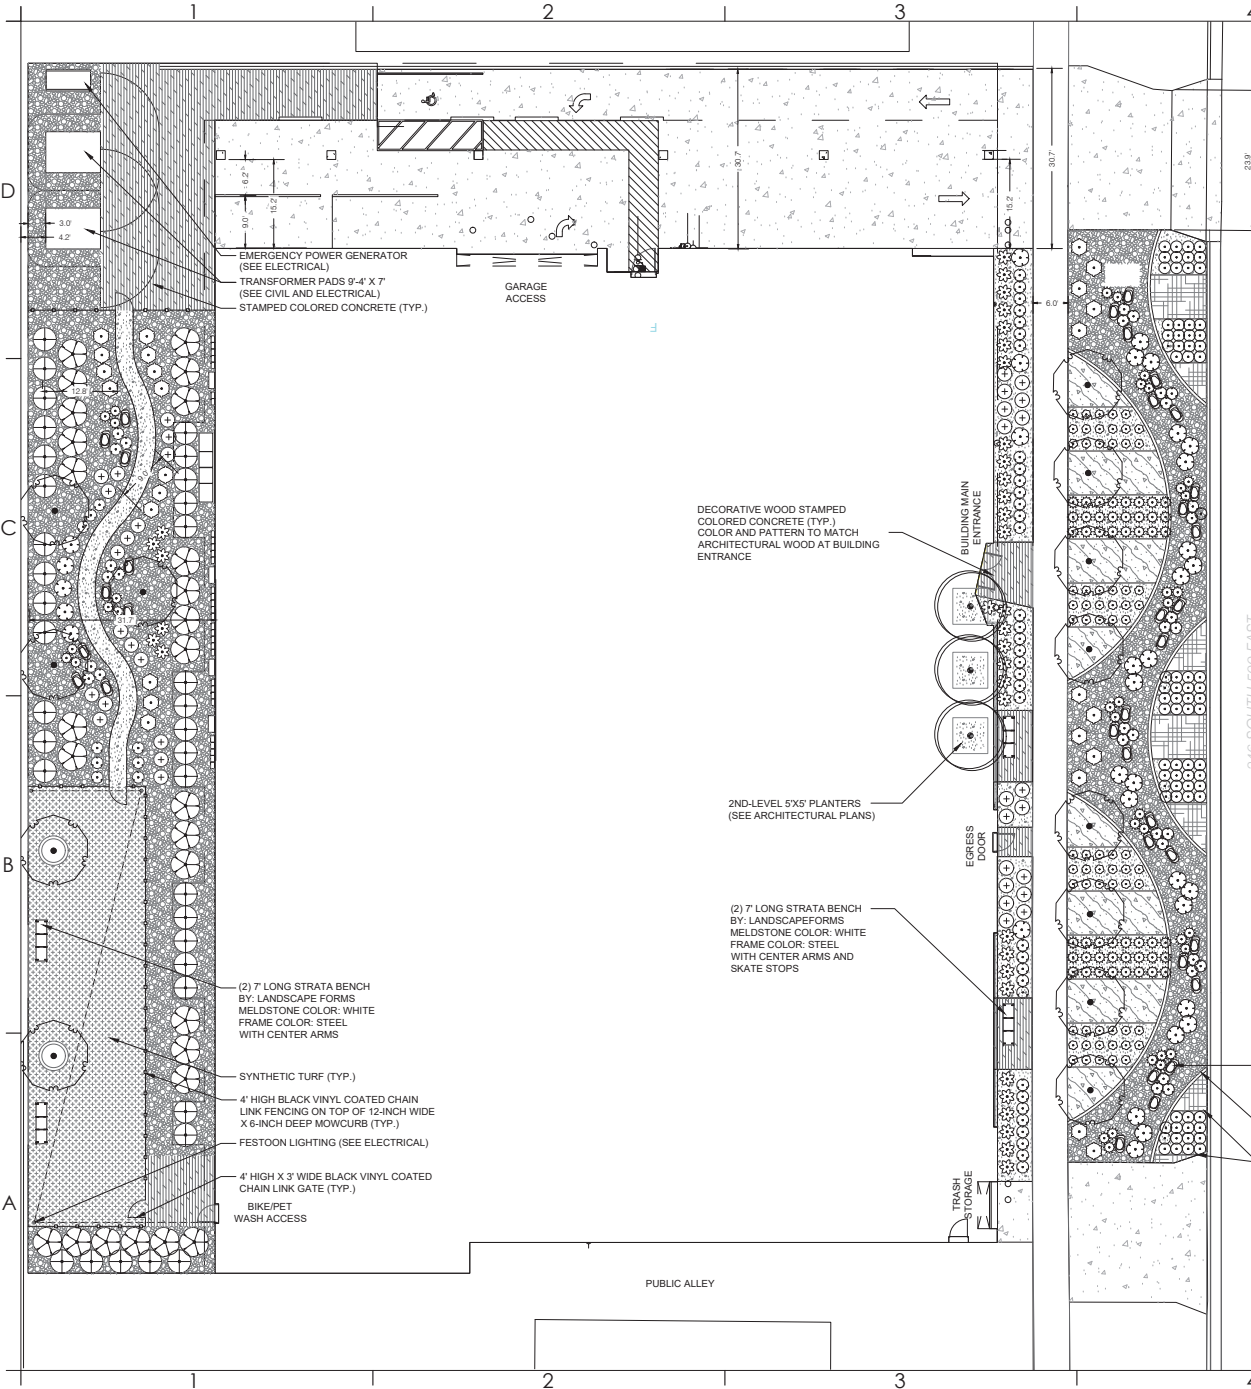 1
2
3
4
D
C
B
A
30.7'
30.7'
23.9'
6.2'
15.2'
9.0'
15.2'
3.0'
4.2'
EMERGENCY POWER GENERATOR
(SEE ELECTRICAL)
TRANSFORMER PADS 9'-4' X 7'
(SEE CIVIL AND ELECTRICAL)
STAMPED COLORED CONCRETE (TYP.)
GARAGE
ACCESS
6.0'
12.8'
9.0'
31.7'
DECORATIVE WOOD STAMPED
COLORED CONCRETE (TYP.)
COLOR AND PATTERN TO MATCH
ARCHITECTURAL WOOD AT BUILDING
ENTRANCE
BUILDING MAIN
ENTRANCE
2ND-LEVEL 5'X5' PLANTERS
(SEE ARCHITECTURAL PLANS)
EGRESS
DOOR
(2) 7' LONG STRATA BENCH
BY: LANDSCAPEFORMS
MELDSTONE COLOR: WHITE
FRAME COLOR: STEEL
WITH CENTER ARMS AND
SKATE STOPS
(2) 7' LONG STRATA BENCH
BY: LANDSCAPE FORMS
MELDSTONE COLOR: WHITE
FRAME COLOR: STEEL
WITH CENTER ARMS
SYNTHETIC TURF (TYP.)
4' HIGH BLACK VINYL COATED CHAIN
LINK FENCING ON TOP OF 12-INCH WIDE
X 6-INCH DEEP MOWCURB (TYP.)
FESTOON LIGHTING (SEE ELECTRICAL)
4' HIGH X 3' WIDE BLACK VINYL COATED
CHAIN LINK GATE (TYP.)
BIKE/PET
WASH ACCESS
TRASH
STORAGE
PUBLIC ALLEY
1
2
3
4